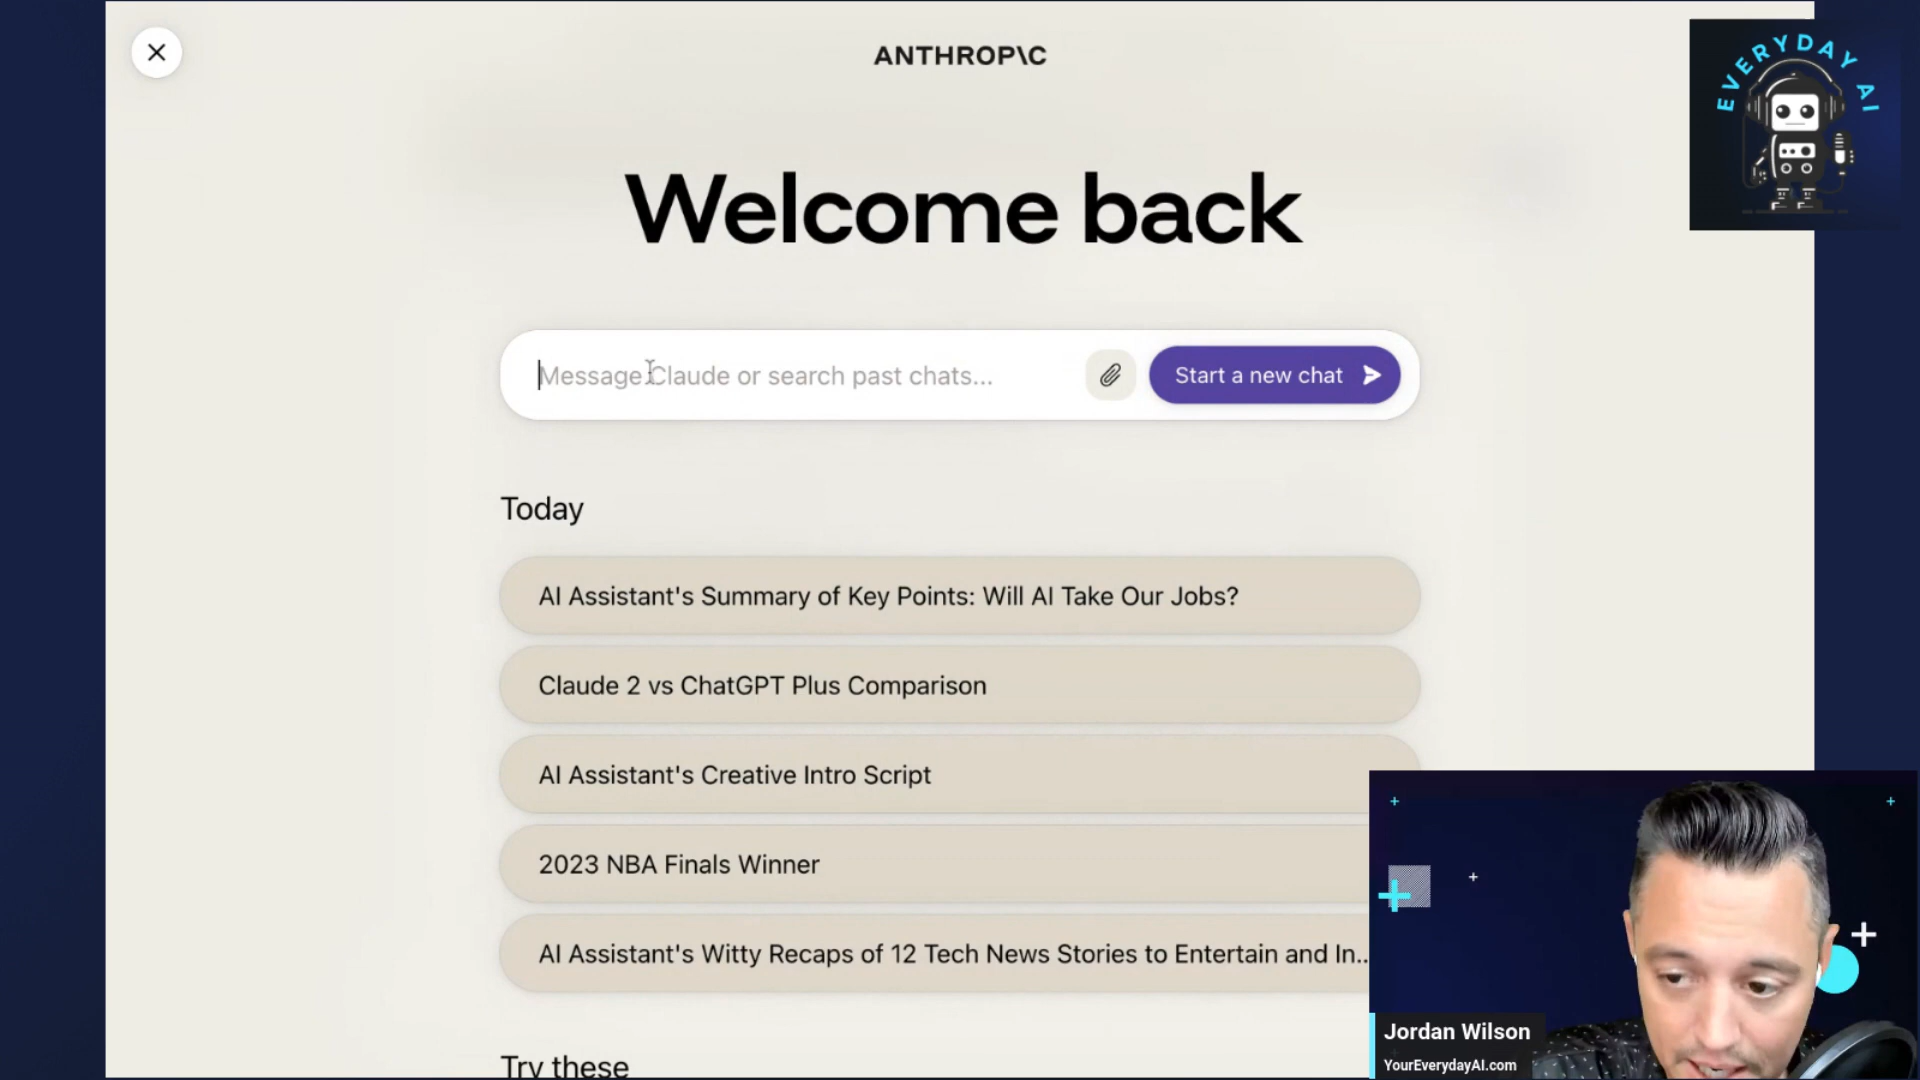 ANTHROP\C
EVERYDAY AI
Welcome back
Message Claude or search past chats...
Start a new chat
Today
AI Assistant's Summary of Key Points: Will AI Take Our Jobs?
Claude 2 vs ChatGPT Plus Comparison
AI Assistant's Creative Intro Script
2023 NBA Finals Winner
AI Assistant's Witty Recaps of 12 Tech News Stories to Entertain and In..
Try these
Jordan Wilson
YourEverydayAI.com